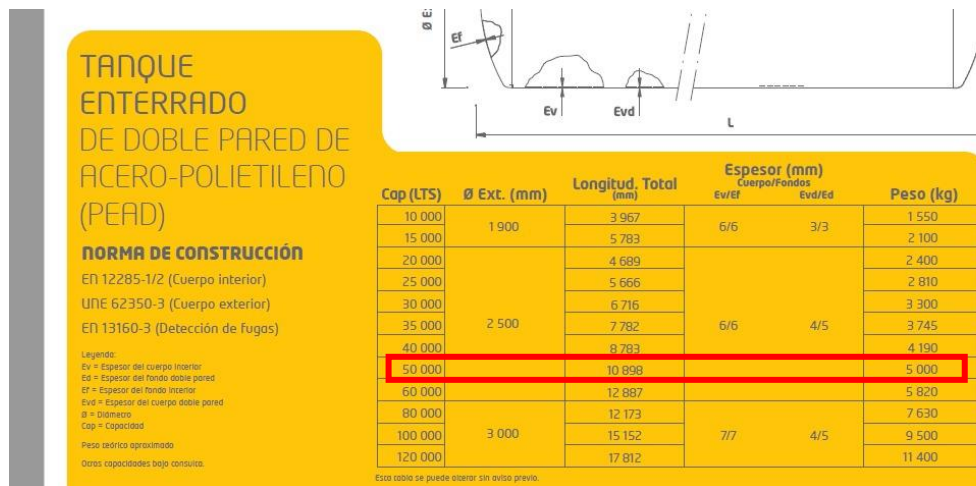 Ef
Ev
Evd
L
TANQUE
ENTERRADO
DE DOBLE PARED DE
ACERO-POLIETILENO
(PEAD)
NORMA DE CONSTRUCCIÓN
EN 12285-1/2 (Cuerpo interior)
UNE 62350-3 (Cuerpo exterior)
EN 13160-3 (Detección de fugas)
Leyenda:
Ev = Espesor del cuerpo interior
Ed = Espesor del fondo doble pared
Ef = Espesor del fondo interior
Evd = Espesor del cuerpo doble pared
Ø = Diámetro
Cap = Capacidad
Peso teórico aproximado
Otras capacidades bajo consulta.
Cap (LTS) Ø Ext. (mm) Longitud. Total (mm) Espesor (mm) Cuerpo/Fondos Ev/Ef Evd/Ed Peso (kg)
10 000 1 900 3 967 6/6 3/3 1 550
15 000 5 783 2 100
20 000 4 689 2 400
25 000 5 666 2 810
30 000 6 716 3 300
35 000 2 500 7 782 6/6 4/5 3 745
40 000 8 783 4 190
50 000 10 898 5 000
60 000 12 887 5 820
80 000 12 173 7 630
100 000 3 000 15 152 7/7 4/5 9 500
120 000 17 812 11 400
Esta tabla se puede alterar sin aviso previo.